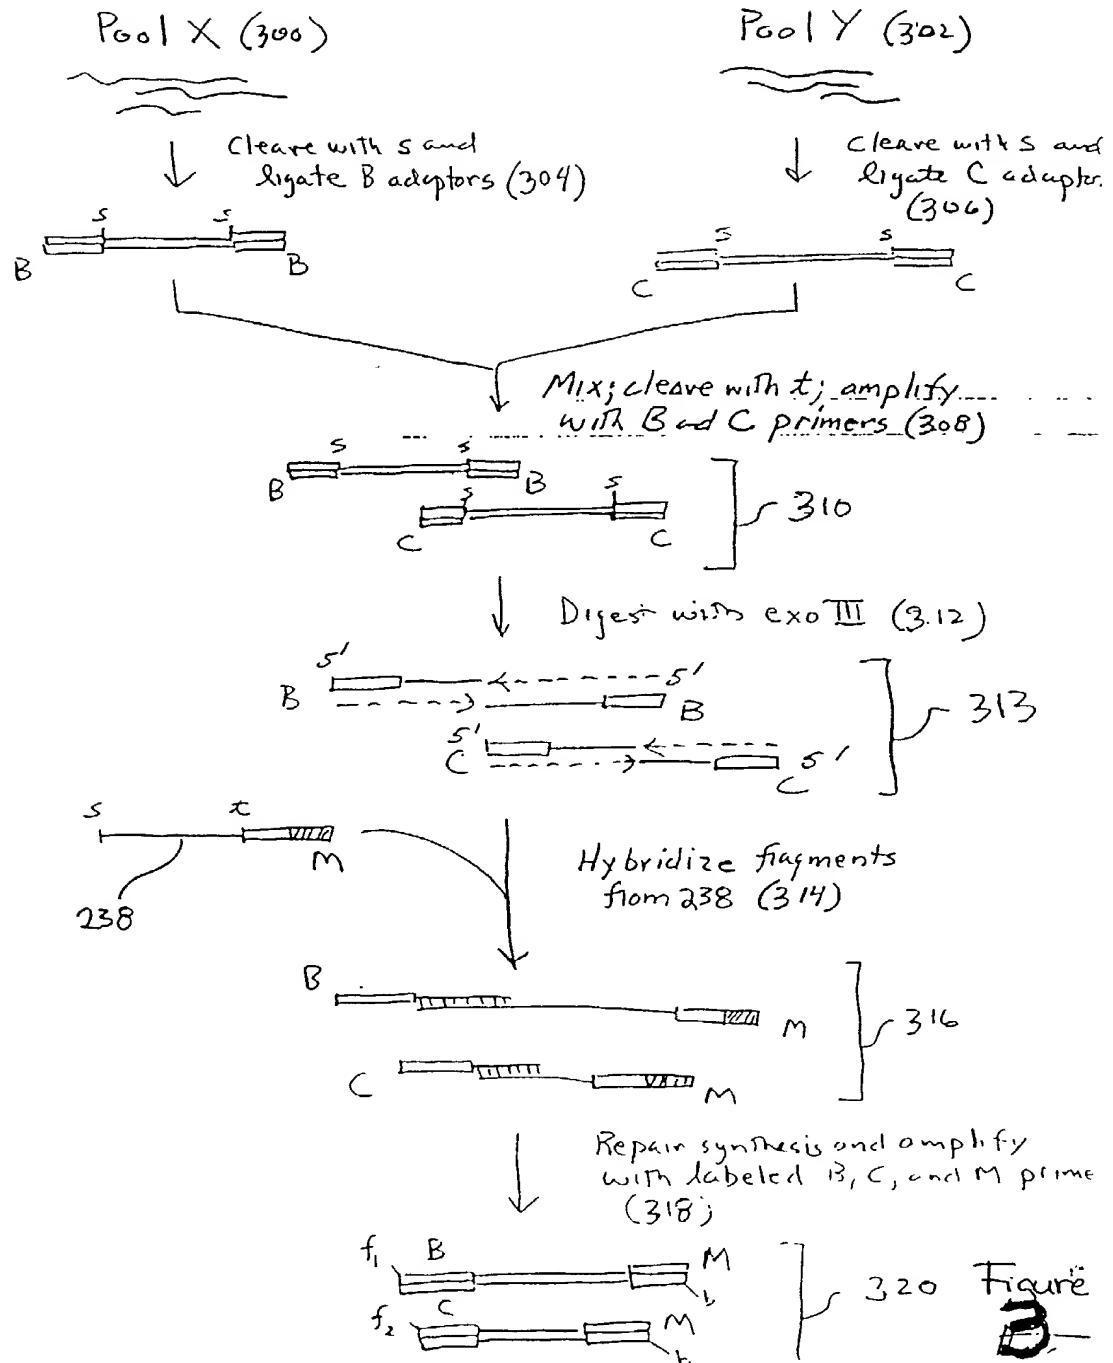 Pool X (300)
Pool Y (302)
Cleave with s and
ligate B adaptors (304)
Cleave with s and
ligate C adaptor.
(306)
s s
B B
s s
C C
Mix; cleave with t; amplify
with B and C primers (308)
s s
B B
s s
C C
310
Digest with exo III (312)
5' 5'
B B
5'
C C 5'
313
s t
M
238
Hybridize fragments
from 238 (314)
B
M
C
M
316
Repair synthesis and amplify
with labeled B, C, and M prime
(318)
f1 B M
b
C
f2 M
320 Figure
3